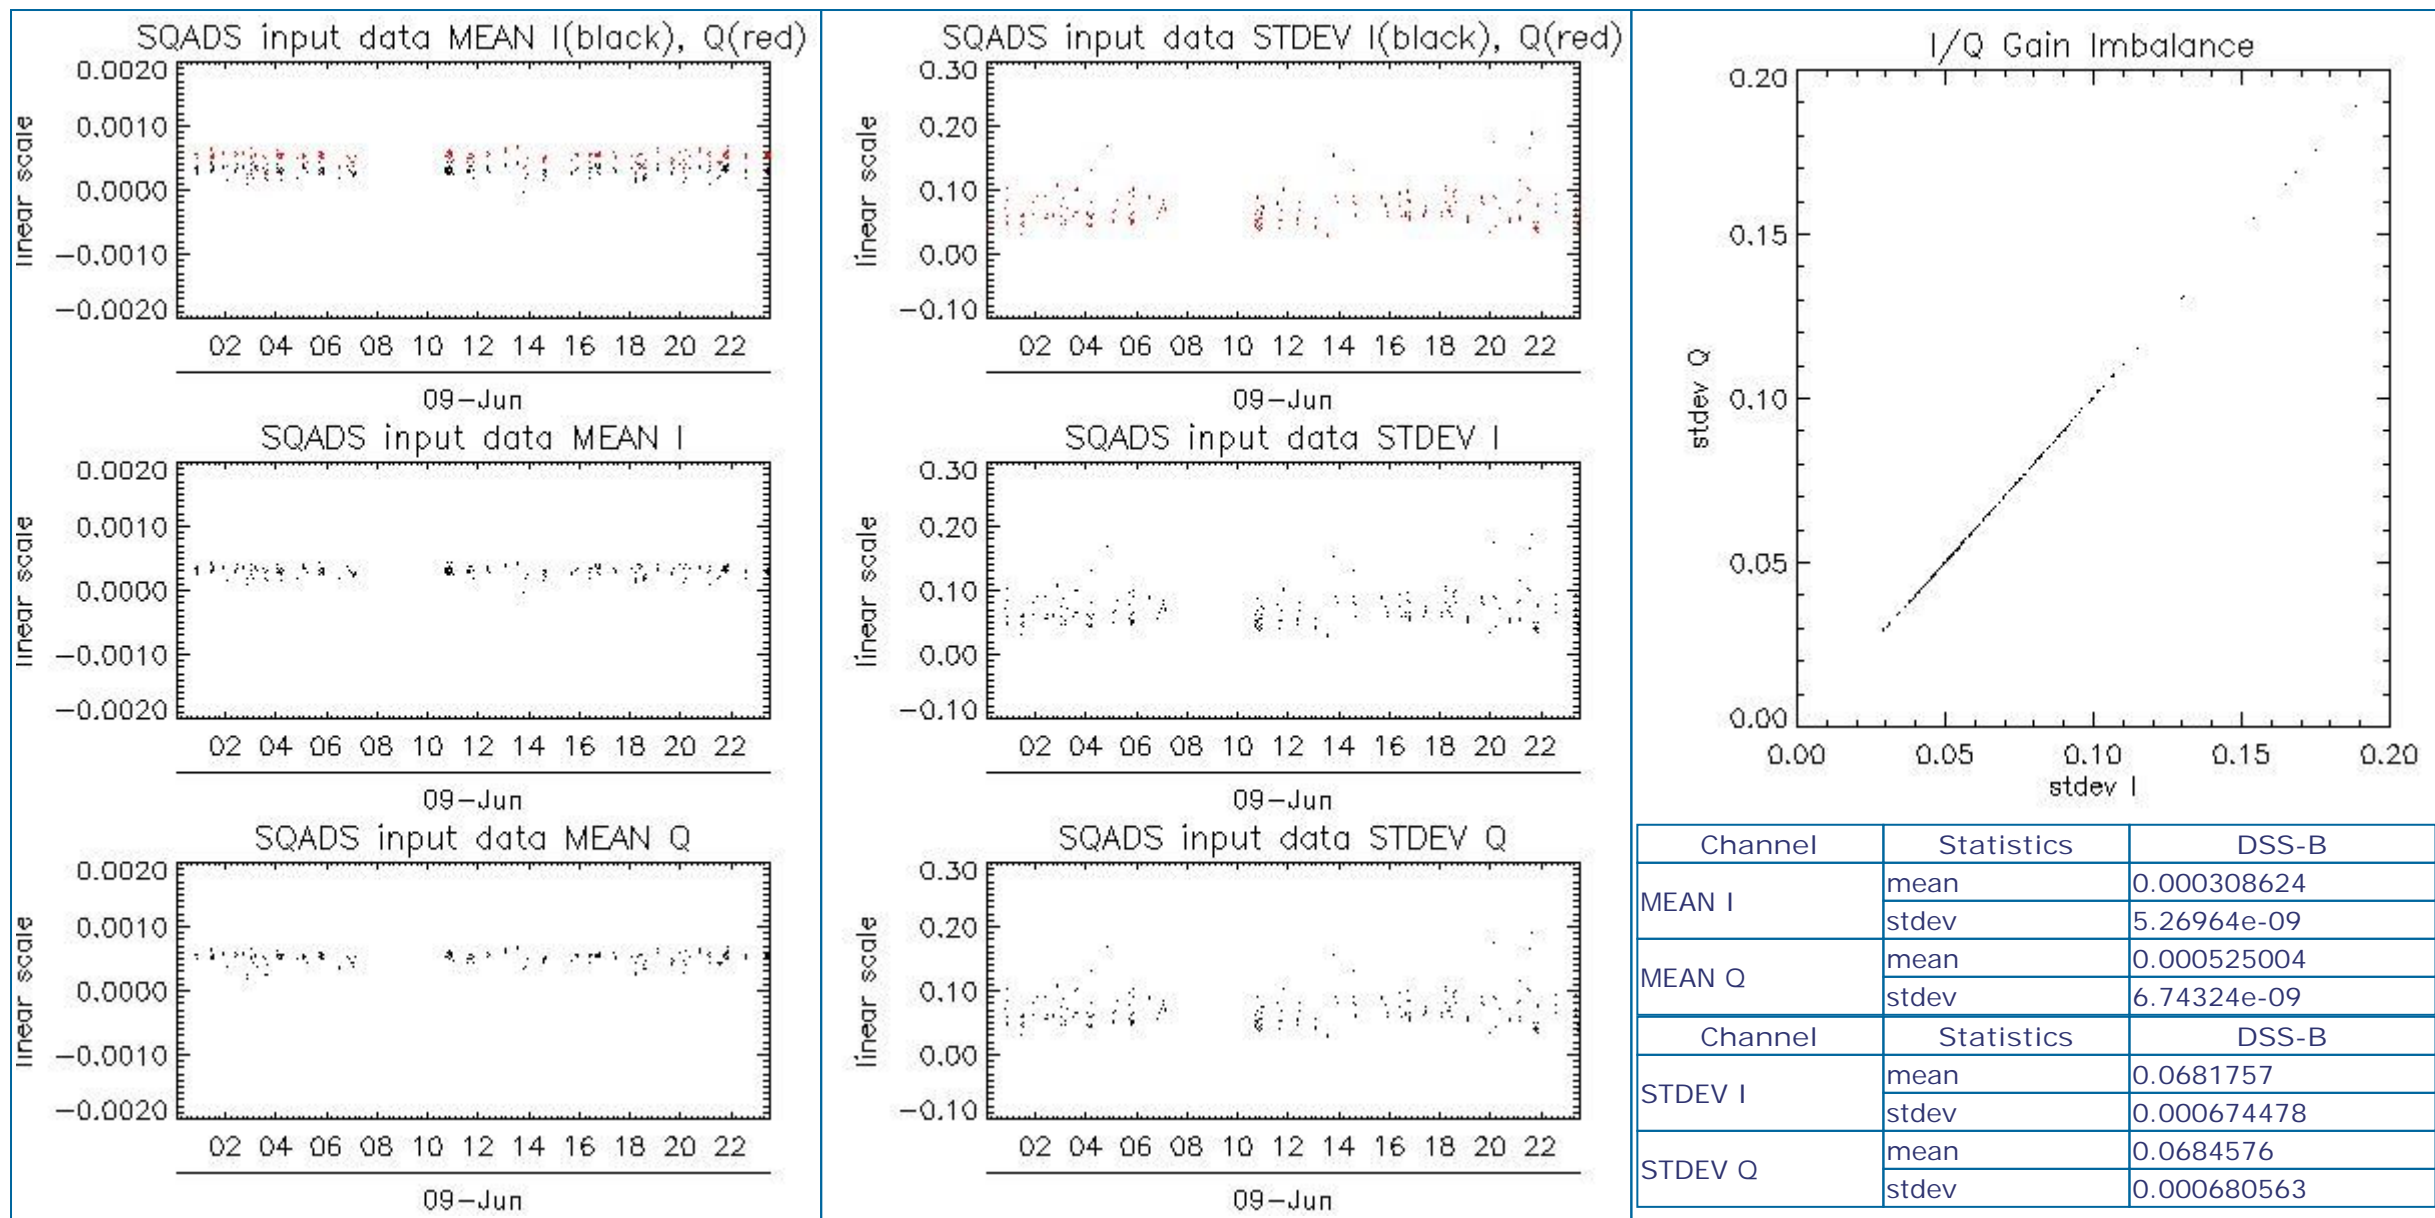 SQADS input data MEAN I(black), Q(red)
0.0020
0.0010
0.0000
-0.0010
-0.0020
linear scale
02 04 06 08 10 12 14 16 18 20 22
09-Jun
SQADS input data MEAN I
0.0020
0.0010
0.0000
-0.0010
-0.0020
linear scale
02 04 06 08 10 12 14 16 18 20 22
09-Jun
SQADS input data MEAN Q
0.0020
0.0010
0.0000
-0.0010
-0.0020
linear scale
02 04 06 08 10 12 14 16 18 20 22
09-Jun
SQADS input data STDEV I(black), Q(red)
0.30
0.20
0.10
0.00
-0.10
linear scale
02 04 06 08 10 12 14 16 18 20 22
09-Jun
SQADS input data STDEV I
0.30
0.20
0.10
0.00
-0.10
linear scale
02 04 06 08 10 12 14 16 18 20 22
09-Jun
SQADS input data STDEV Q
0.30
0.20
0.10
0.00
-0.10
linear scale
02 04 06 08 10 12 14 16 18 20 22
09-Jun
I/Q Gain Imbalance
0.20
0.15
0.10
0.05
0.00
stdev Q
0.00 0.05 0.10 0.15 0.20
stdev I
Channel Statistics DSS-B
MEAN I mean 0.000308624
stdev 5.26964e-09
MEAN Q mean 0.000525004
stdev 6.74324e-09
Channel Statistics DSS-B
STDEV I mean 0.0681757
stdev 0.000674478
STDEV Q mean 0.0684576
stdev 0.000680563